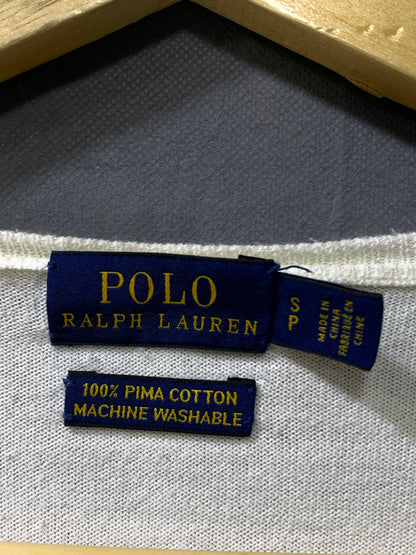 POLO
RALPH LAUREN
S
P
MADE IN
CHINA
FABRIQUÉ EN
CHINE
100% PIMA COTTON
MACHINE WASHABLE